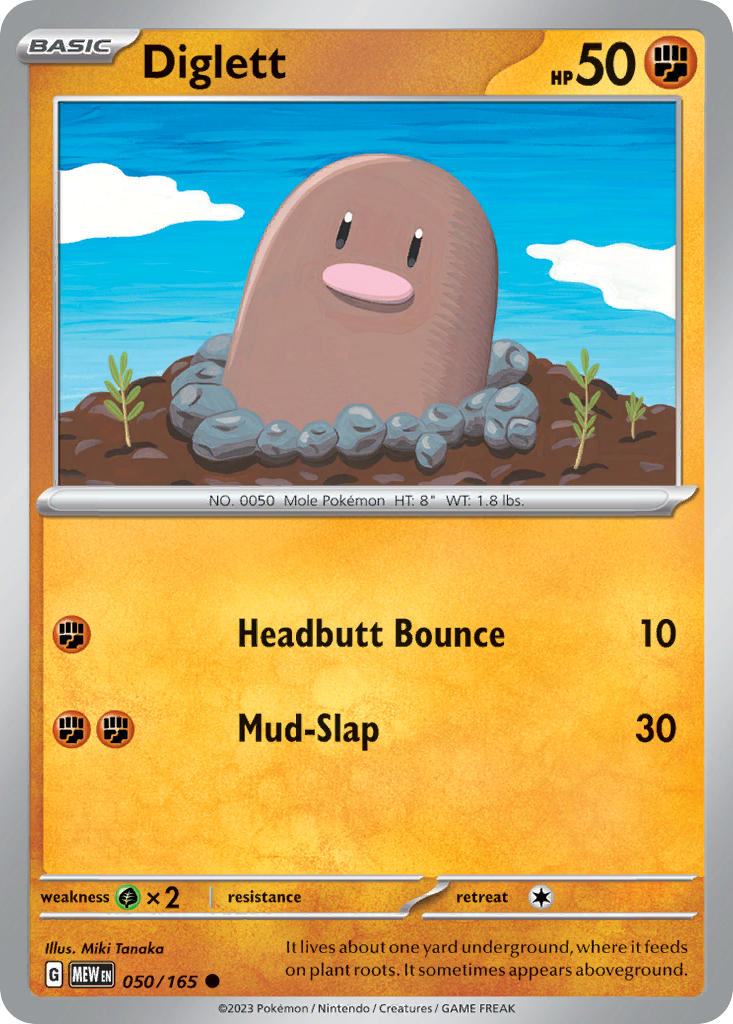 BASIC Diglett HP 50
NO. 0050 Mole Pokémon HT: 8" WT: 1.8 lbs.
Headbutt Bounce 10
Mud-Slap 30
weakness ×2 resistance retreat
Illus. Miki Tanaka
It lives about one yard underground, where it feeds
on plant roots. It sometimes appears aboveground.
G MEW EN 050/165
©2023 Pokémon / Nintendo / Creatures / GAME FREAK